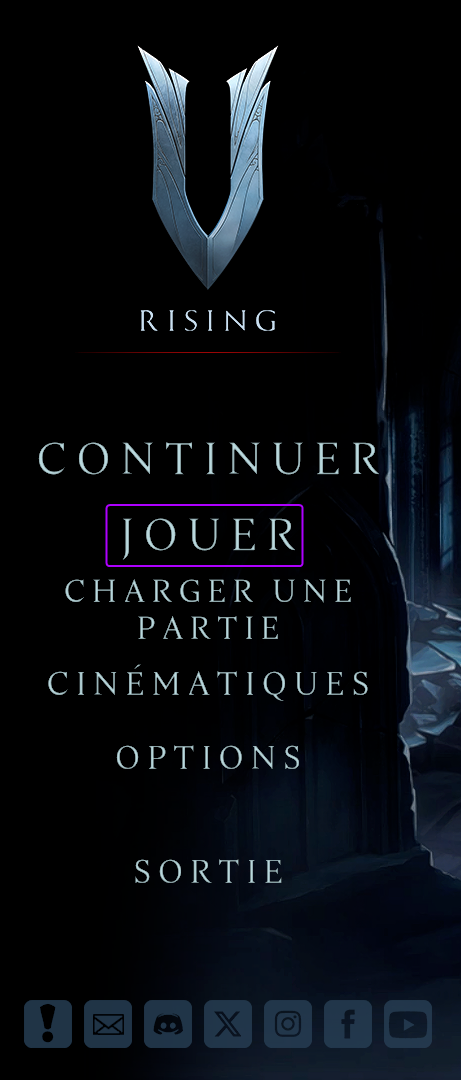 V
RISING
CONTINUER
JOUER
CHARGER UNE
PARTIE
CINÉMATIQUES
OPTIONS
SORTIE